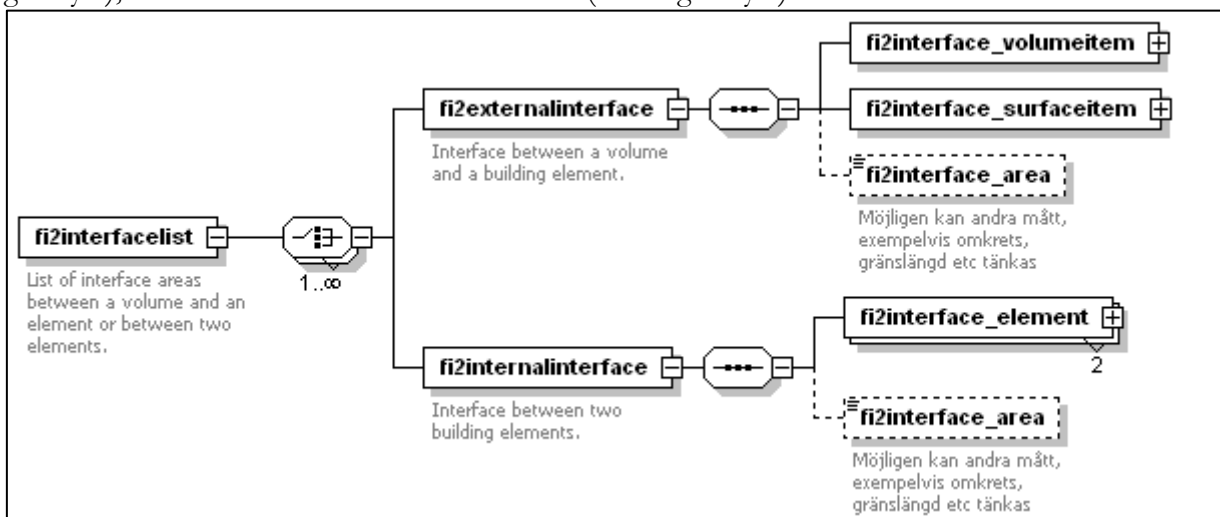 fi2interfacelist
List of interface areas
between a volume and an
element or between two
elements.
1..∞
fi2externalinterface
Interface between a volume
and a building element.
fi2interface_volumeitem
fi2interface_surfaceitem
fi2interface_area
Möjligen kan andra mått,
exempelvis omkrets,
gränslängd etc tänkas
fi2internalinterface
Interface between two
building elements.
fi2interface_element
2
fi2interface_area
Möjligen kan andra mått,
exempelvis omkrets,
gränslängd etc tänkas